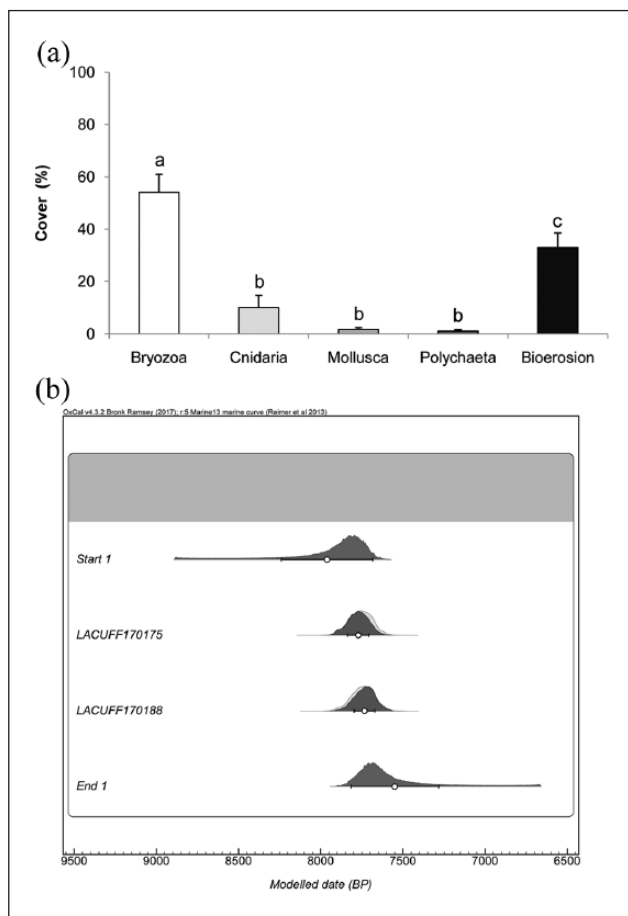 (a)
100
80
60
40
20
0
Cover (%)
a
b
b
b
c
Bryozoa Cnidaria Mollusca Polychaeta Bioerosion
(b)
OxCal v4.3.2 Bronk Ramsey (2017); r:5 Marine13 marine curve (Reimer et al 2013)
Start 1
LACUFF170175
LACUFF170188
End 1
9500 9000 8500 8000 7500 7000 6500
Modelled date (BP)